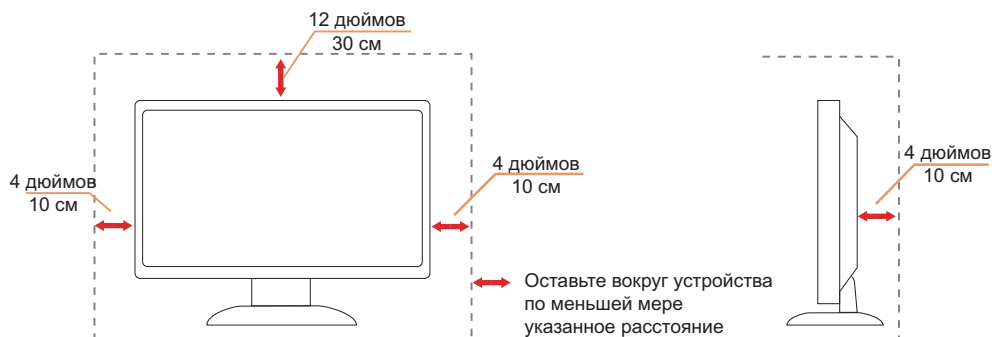 12 дюймов
30 см
4 дюймов
10 см
4 дюймов
10 см
4 дюймов
10 см
Оставьте вокруг устройства
по меньшей мере
указанное расстояние